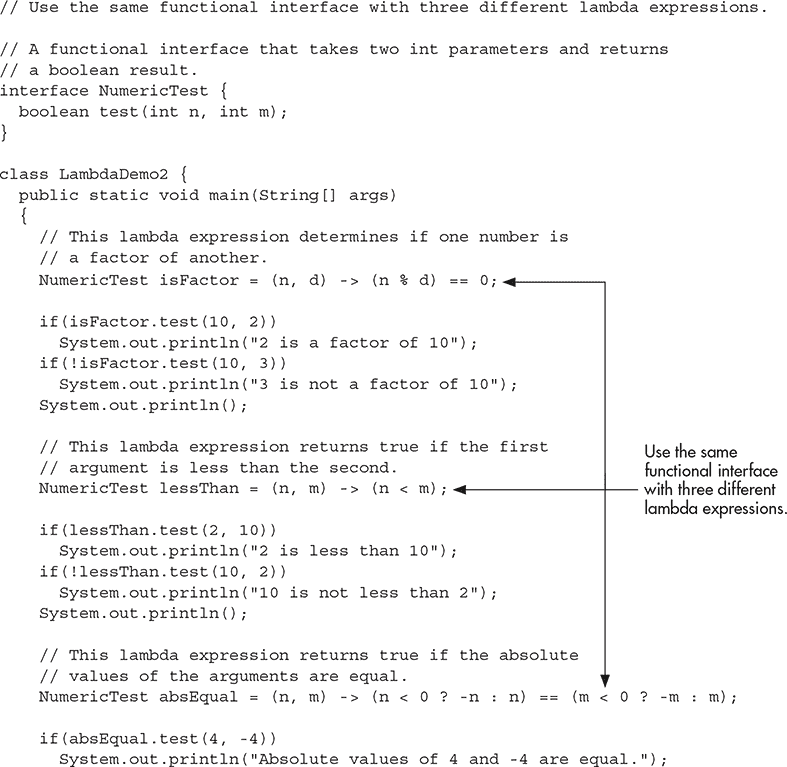 // Use the same functional interface with three different lambda expressions.
// A functional interface that takes two int parameters and returns
// a boolean result.
interface NumericTest {
boolean test(int n, int m);
}
class LambdaDemo2 {
public static void main(String[] args)
{
// This lambda expression determines if one number is
// a factor of another.
NumericTest isFactor = (n, d) -> (n % d) == 0;
if(isFactor.test(10, 2))
System.out.println("2 is a factor of 10");
if(!isFactor.test(10, 3))
System.out.println("3 is not a factor of 10");
System.out.println();
// This lambda expression returns true if the first
// argument is less than the second.
NumericTest lessThan = (n, m) -> (n < m);
Use the same
functional interface
with three different
lambda expressions.
if(lessThan.test(2, 10))
System.out.println("2 is less than 10");
if(!lessThan.test(10, 2))
System.out.println("10 is not less than 2");
System.out.println();
// This lambda expression returns true if the absolute
// values of the arguments are equal.
NumericTest absEqual = (n, m) -> (n < 0 ? -n : n) == (m < 0 ? -m : m);
if(absEqual.test(4, -4))
System.out.println("Absolute values of 4 and -4 are equal.");